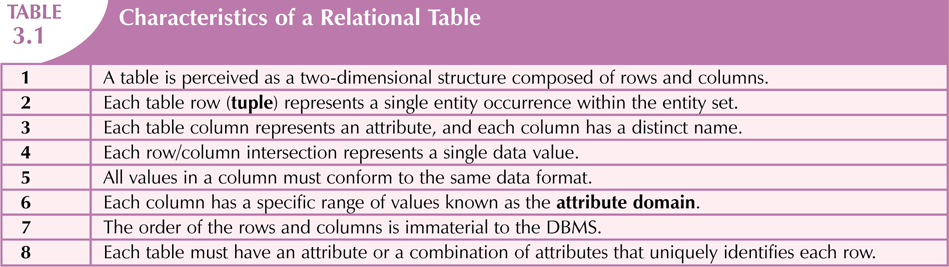 TABLE
3.1
Characteristics of a Relational Table
1 A table is perceived as a two-dimensional structure composed of rows and columns.
2 Each table row (tuple) represents a single entity occurrence within the entity set.
3 Each table column represents an attribute, and each column has a distinct name.
4 Each row/column intersection represents a single data value.
5 All values in a column must conform to the same data format.
6 Each column has a specific range of values known as the attribute domain.
7 The order of the rows and columns is immaterial to the DBMS.
8 Each table must have an attribute or a combination of attributes that uniquely identifies each row.